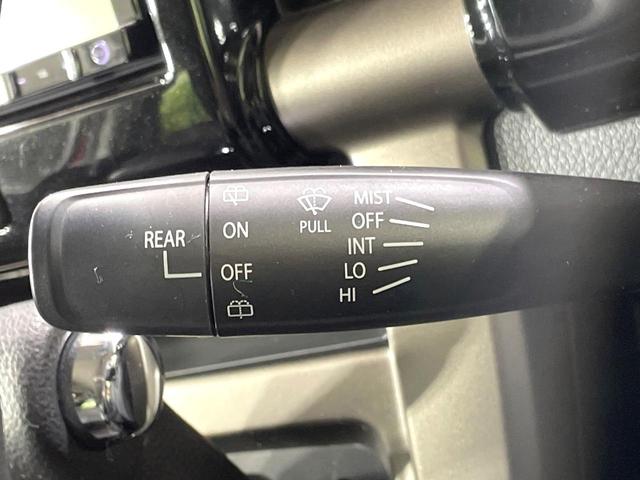 REAR
ON
OFF
PULL
MIST
OFF
INT
LO
HI